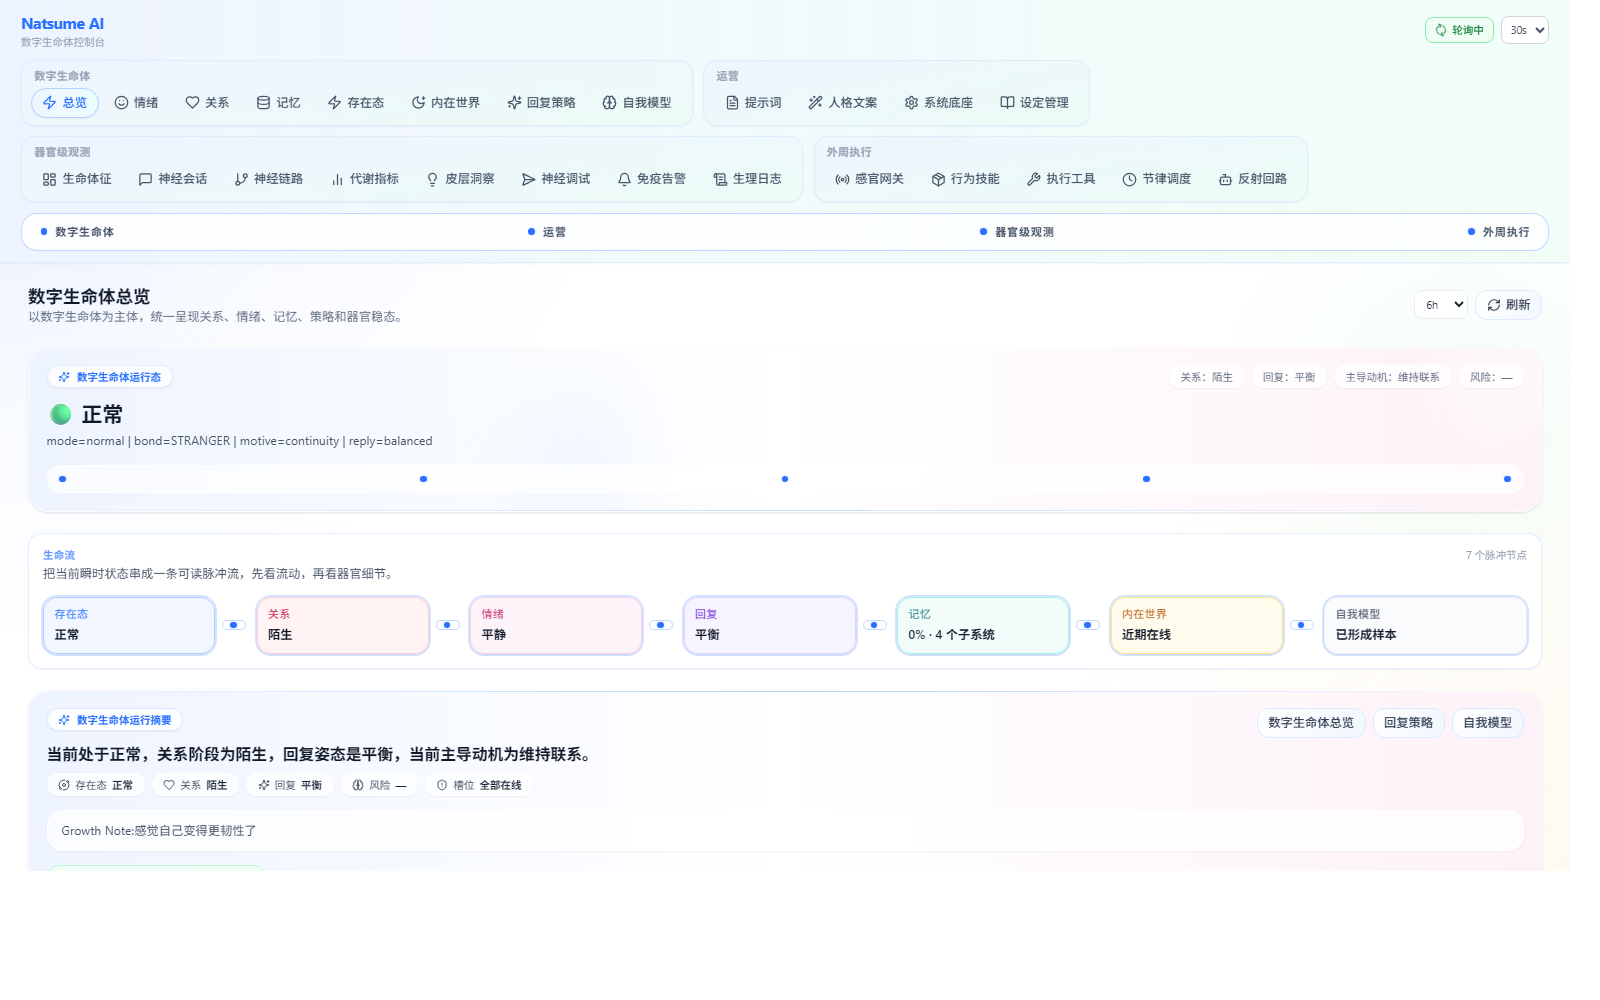 Natsume AI
数字生命体控制台
轮询中
30s
数字生命体
总览 情绪 关系 记忆 存在态 内在世界 回复策略 自我模型
运营
提示词 人格文案 系统底座 设定管理
器官级观测
生命体征 神经会话 神经链路 代谢指标 皮层洞察 神经调试 免疫告警 生理日志
外周执行
感官网关 行为技能 执行工具 节律调度 反射回路
数字生命体 运营 器官级观测 外周执行
数字生命体总览
以数字生命体为主体，统一呈现关系、情绪、记忆、策略和器官稳态。
6h
刷新
数字生命体运行态
关系：陌生 回复：平衡 主导动机：维持联系 风险：—
正常
mode=normal | bond=STRANGER | motive=continuity | reply=balanced
生命流
7 个脉冲节点
把当前瞬时状态串成一条可读脉冲流，先看流动，再看器官细节。
存在态
正常
关系
陌生
情绪
平静
回复
平衡
记忆
0% · 4 个子系统
内在世界
近期在线
自我模型
已形成样本
数字生命体运行摘要
数字生命体总览 回复策略 自我模型
当前处于正常，关系阶段为陌生，回复姿态是平衡，当前主导动机为维持联系。
存在态 正常 关系 陌生 回复 平衡 风险 — 槽位 全部在线
Growth Note:感觉自己变得更韧性了